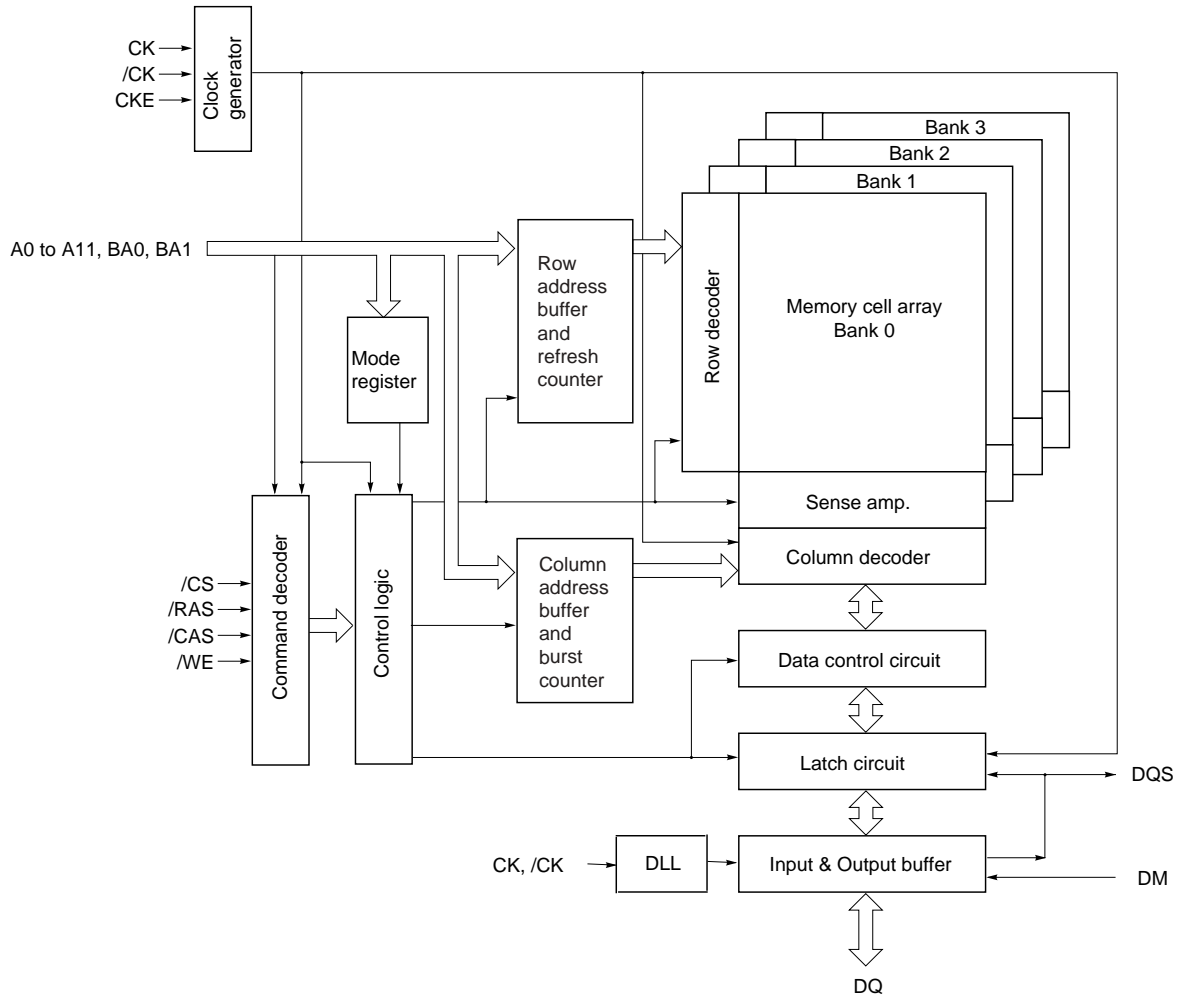 CK
/CK
CKE
Clock
generator
Bank 3
Bank 2
Bank 1
A0 to A11, BA0, BA1
Row
address
buffer
and
refresh
counter
Row decoder
Memory cell array
Bank 0
Mode
register
Sense amp.
Column decoder
/CS
/RAS
/CAS
/WE
Command decoder
Control logic
Column
address
buffer
and
burst
counter
Data control circuit
Latch circuit
DQS
CK, /CK
DLL
Input & Output buffer
DM
DQ